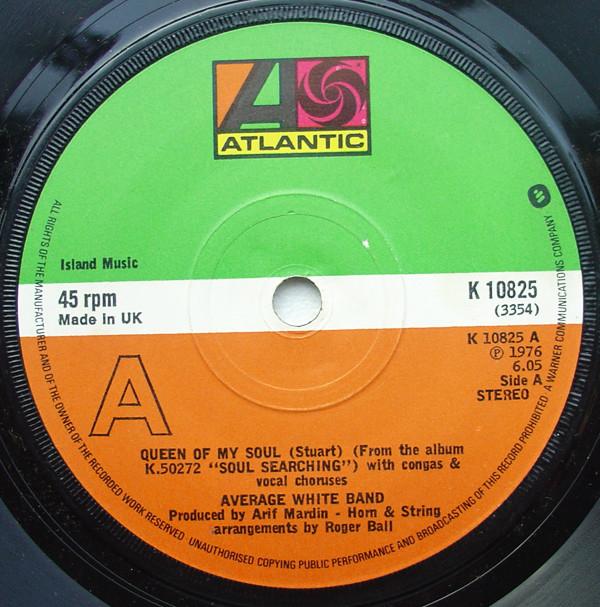 ATLANTIC
Island Music
45 rpm
Made in UK
K 10825
(3354)
K 10825 A
℗ 1976
6.05
Side A
STEREO
A
QUEEN OF MY SOUL (Stuart) (From the album
K.50272 "SOUL SEARCHING") with congas &
vocal choruses
AVERAGE WHITE BAND
Produced by Arif Mardin - Horn & String
arrangements by Roger Ball
ALL RIGHTS OF THE MANUFACTURER AND OF THE OWNER OF THE RECORDED WORK RESERVED UNAUTHORISED COPYING PUBLIC PERFORMANCE AND BROADCASTING OF THIS RECORD PROHIBITED A WARNER COMMUNICATIONS COMPANY